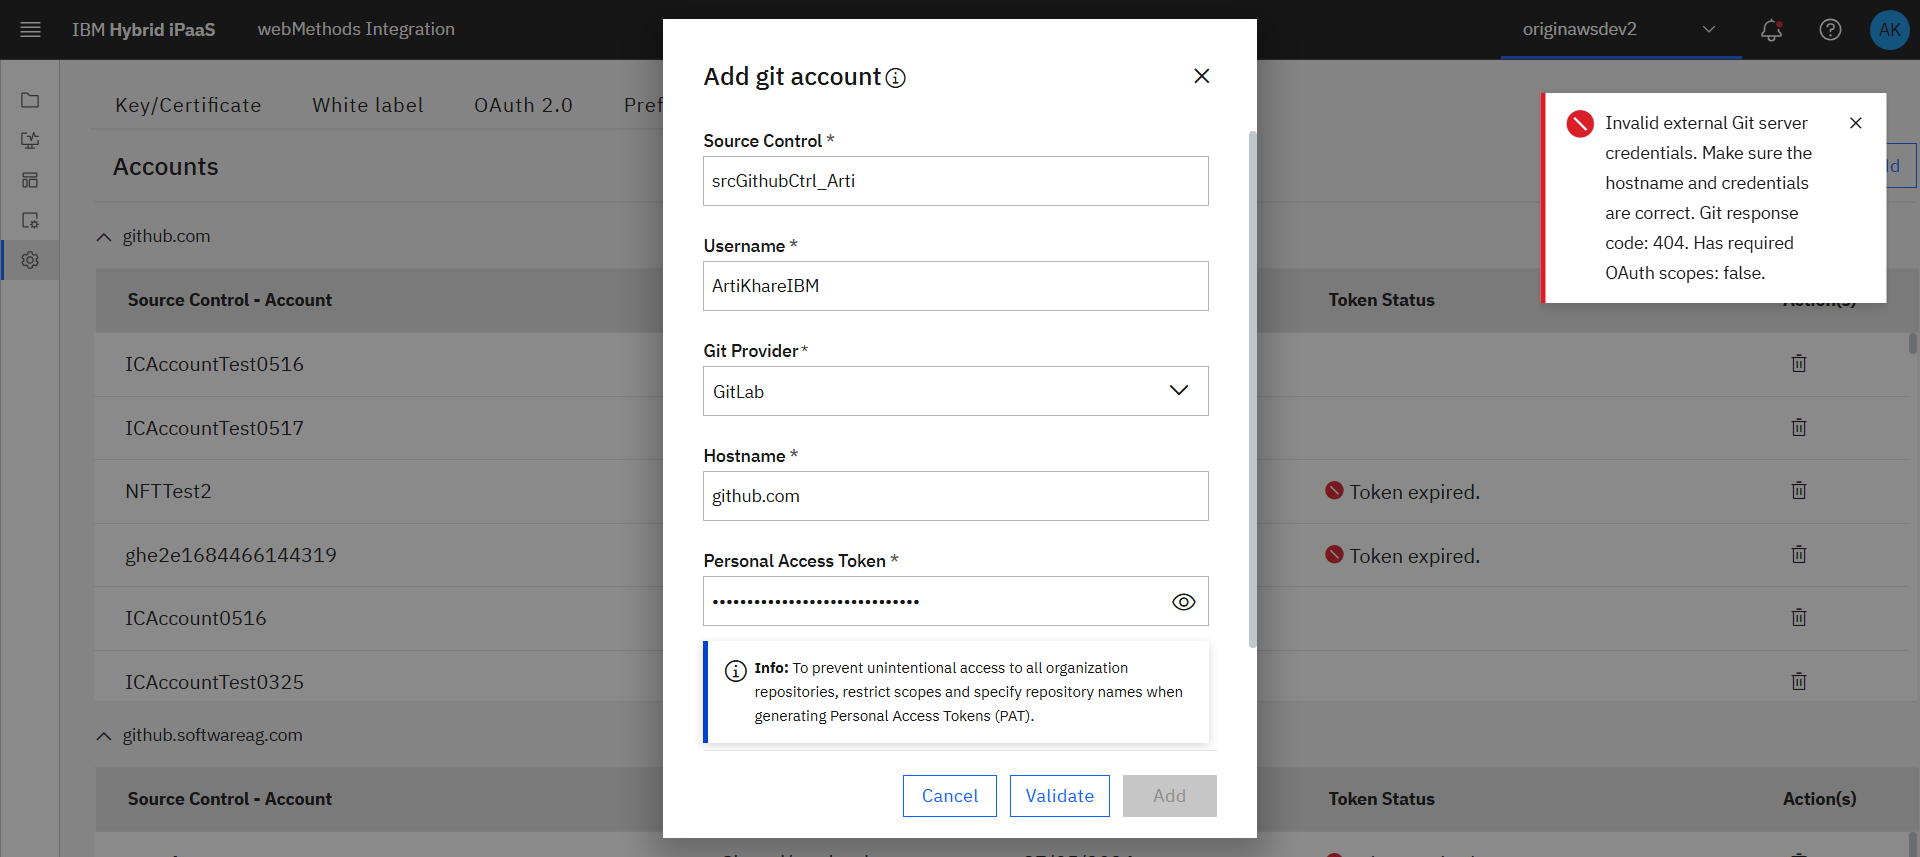 IBM Hybrid iPaaS
webMethods Integration
originawsdev2
AK
Key/Certificate
White label
OAuth 2.0
Pref
Accounts
github.com
Source Control - Account
Token Status
Action(s)
ICAccountTest0516
ICAccountTest0517
NFTTest2
Token expired.
ghe2e1684466144319
Token expired.
ICAccount0516
ICAccountTest0325
github.softwareag.com
Source Control - Account
Token Status
Action(s)
Add git account
Source Control *
srcGithubCtrl_Arti
Username *
ArtiKhareIBM
Git Provider*
GitLab
Hostname *
github.com
Personal Access Token *
••••••••••••••••••••••••••••••
Info: To prevent unintentional access to all organization
repositories, restrict scopes and specify repository names when
generating Personal Access Tokens (PAT).
Cancel
Validate
Add
Invalid external Git server
credentials. Make sure the
hostname and credentials
are correct. Git response
code: 404. Has required
OAuth scopes: false.